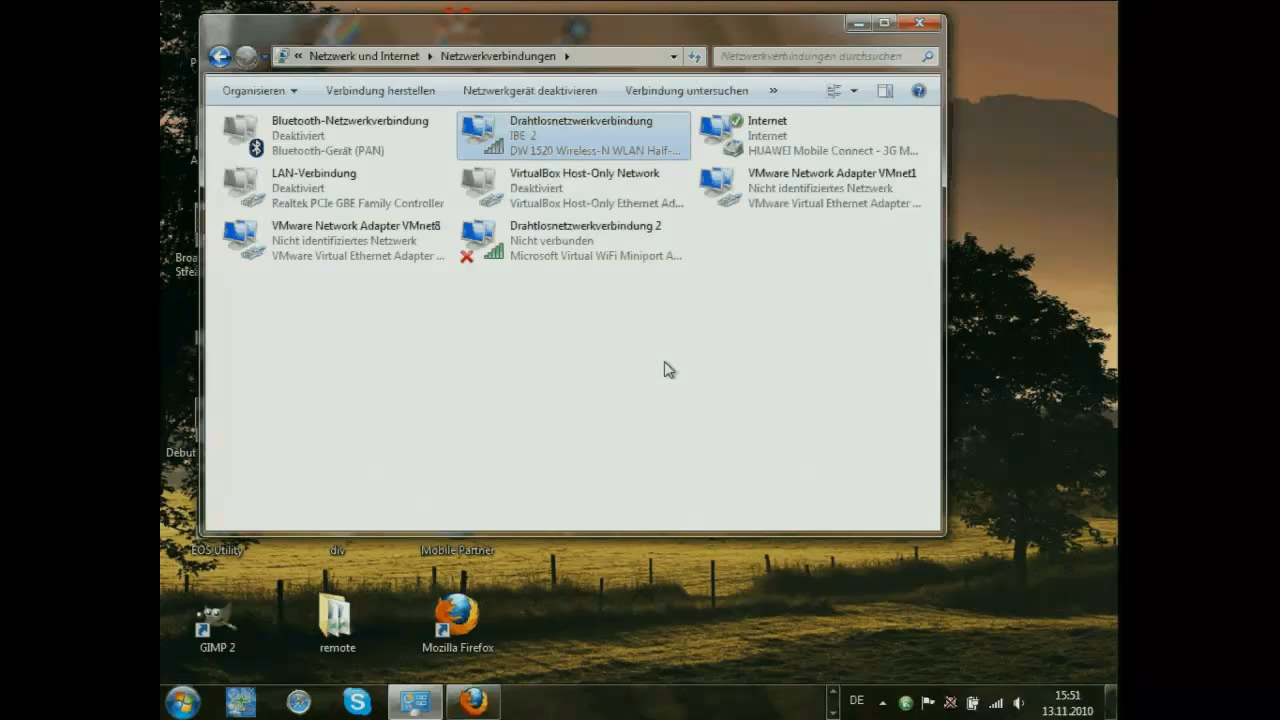 « Netzwerk und Internet ▸ Netzwerkverbindungen ▸
Netzwerkverbindungen durchsuchen
Organisieren Verbindung herstellen Netzwerkgerät deaktivieren Verbindung untersuchen »
Bluetooth-Netzwerkverbindung
Deaktiviert
Bluetooth-Gerät (PAN)
Drahtlosnetzwerkverbindung
IBE 2
DW 1520 Wireless-N WLAN Half-...
Internet
Internet
HUAWEI Mobile Connect - 3G M...
LAN-Verbindung
Deaktiviert
Realtek PCIe GBE Family Controller
VirtualBox Host-Only Network
Deaktiviert
VirtualBox Host-Only Ethernet Ad...
VMware Network Adapter VMnet1
Nicht identifiziertes Netzwerk
VMware Virtual Ethernet Adapter ...
VMware Network Adapter VMnet8
Nicht identifiziertes Netzwerk
VMware Virtual Ethernet Adapter ...
Drahtlosnetzwerkverbindung 2
Nicht verbunden
Microsoft Virtual WiFi Miniport A...
Broa
Strea
Debut
EOS Utility
div
Mobile Partner
GIMP 2
remote
Mozilla Firefox
DE
15:51
13.11.2010